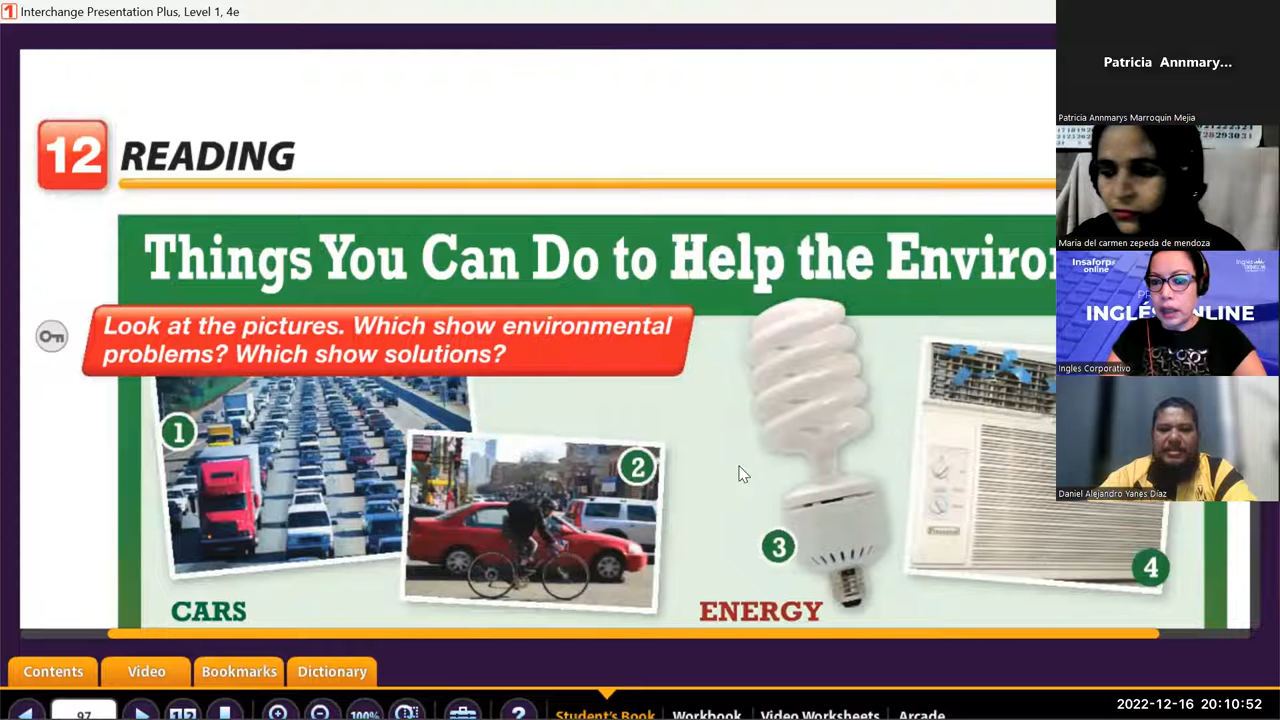 Interchange Presentation Plus, Level 1, 4e
12 READING
Things You Can Do to Help the Enviro
Look at the pictures. Which show environmental
problems? Which show solutions?
1
2
3
4
CARS
ENERGY
Contents
Video
Bookmarks
Dictionary
97
100%
Student's Book
Workbook
Video Worksheets
Arcade
Patricia Annmary...
Patricia Annmarys Marroquin Mejia
Maria del carmen zepeda de mendoza
Insaforp
online
INGLÉS ONLINE
Ingles Corporativo
Daniel Alejandro Yanes Diaz
2022-12-16 20:10:52